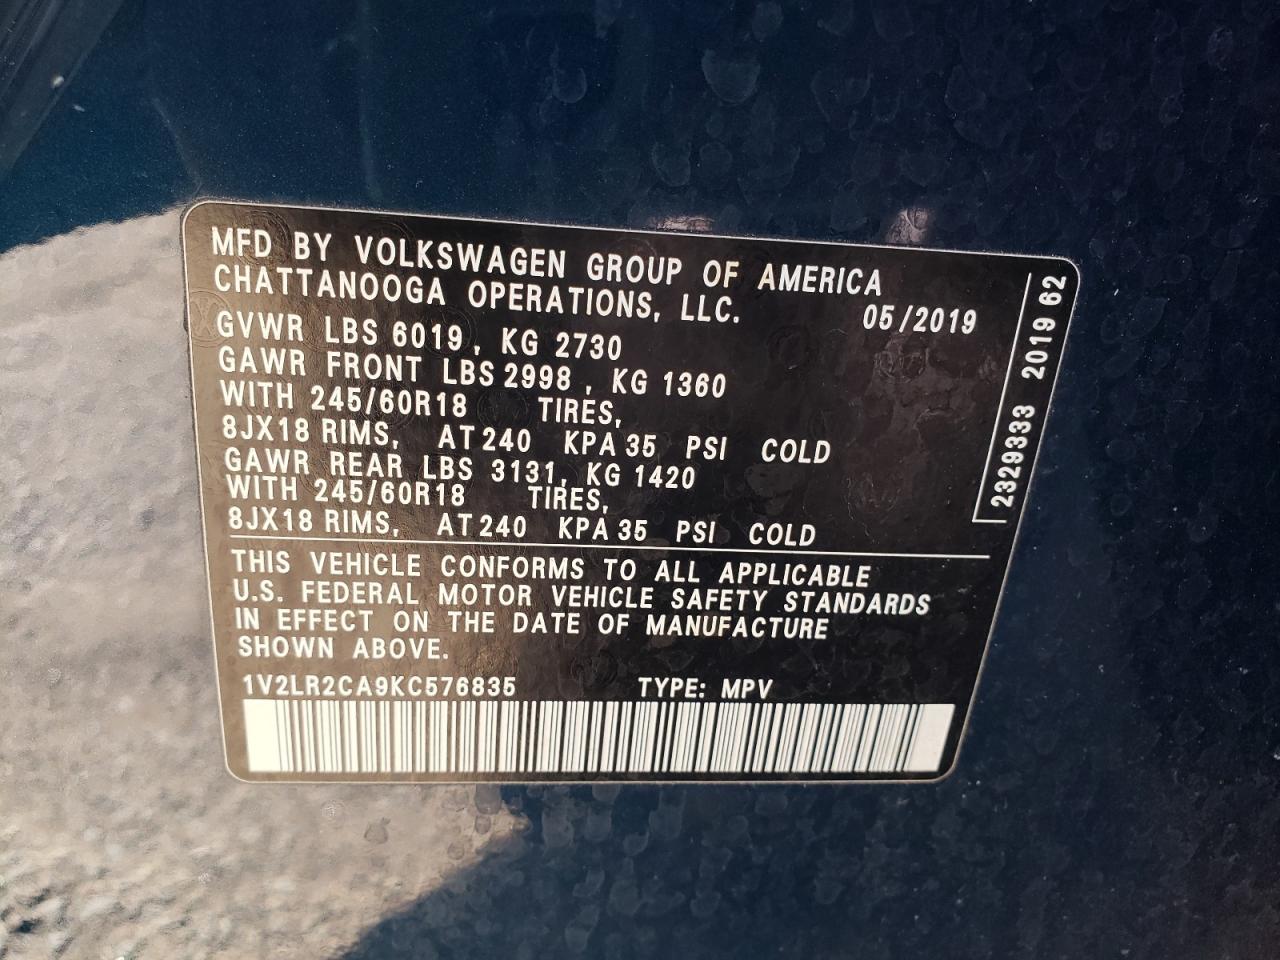 MFD BY VOLKSWAGEN GROUP OF AMERICA
CHATTANOOGA OPERATIONS, LLC. 05/2019
GVWR LBS 6019, KG 2730
GAWR FRONT LBS 2998, KG 1360
WITH 245/60R18 TIRES,
8JX18 RIMS, AT 240 KPA 35 PSI COLD
GAWR REAR LBS 3131, KG 1420
WITH 245/60R18 TIRES,
8JX18 RIMS, AT 240 KPA 35 PSI COLD
THIS VEHICLE CONFORMS TO ALL APPLICABLE
U.S. FEDERAL MOTOR VEHICLE SAFETY STANDARDS
IN EFFECT ON THE DATE OF MANUFACTURE
SHOWN ABOVE.
1V2LR2CA9KC576835 TYPE: MPV
2329333 2019 62